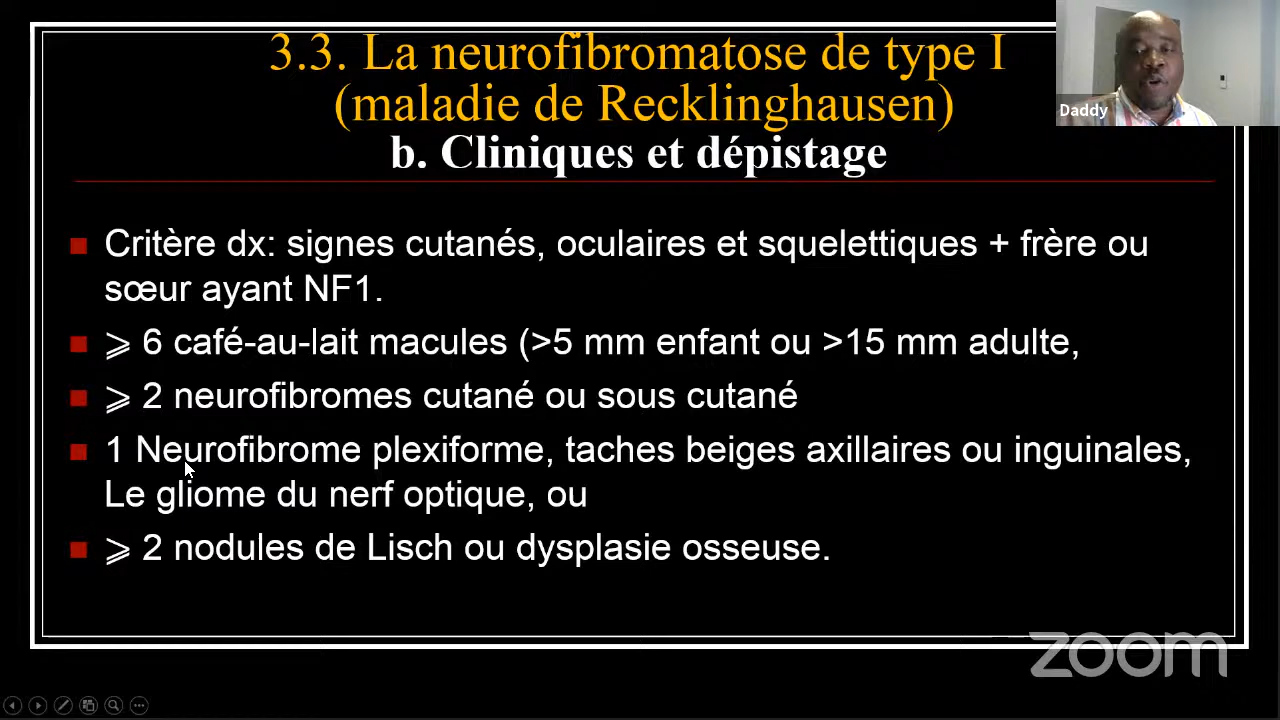 3.3. La neurofibromatose de type I
(maladie de Recklinghausen)
b. Cliniques et dépistage
Daddy
Critère dx: signes cutanés, oculaires et squelettiques + frère ou
sœur ayant NF1.
⩾ 6 café-au-lait macules (>5 mm enfant ou >15 mm adulte,
⩾ 2 neurofibromes cutané ou sous cutané
1 Neurofibrome plexiforme, taches beiges axillaires ou inguinales,
Le gliome du nerf optique, ou
⩾ 2 nodules de Lisch ou dysplasie osseuse.
zoom